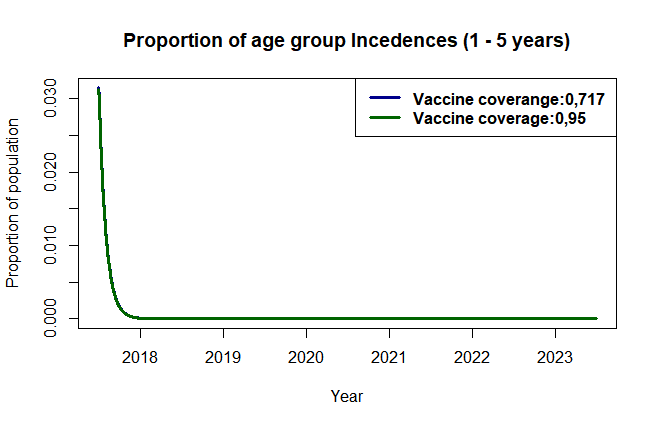 Proportion of age group Incedences (1 - 5 years)
Vaccine coverange:0,717
Vaccine coverage:0,95
Proportion of population
0.030
0.020
0.010
0.000
2018 2019 2020 2021 2022 2023
Year